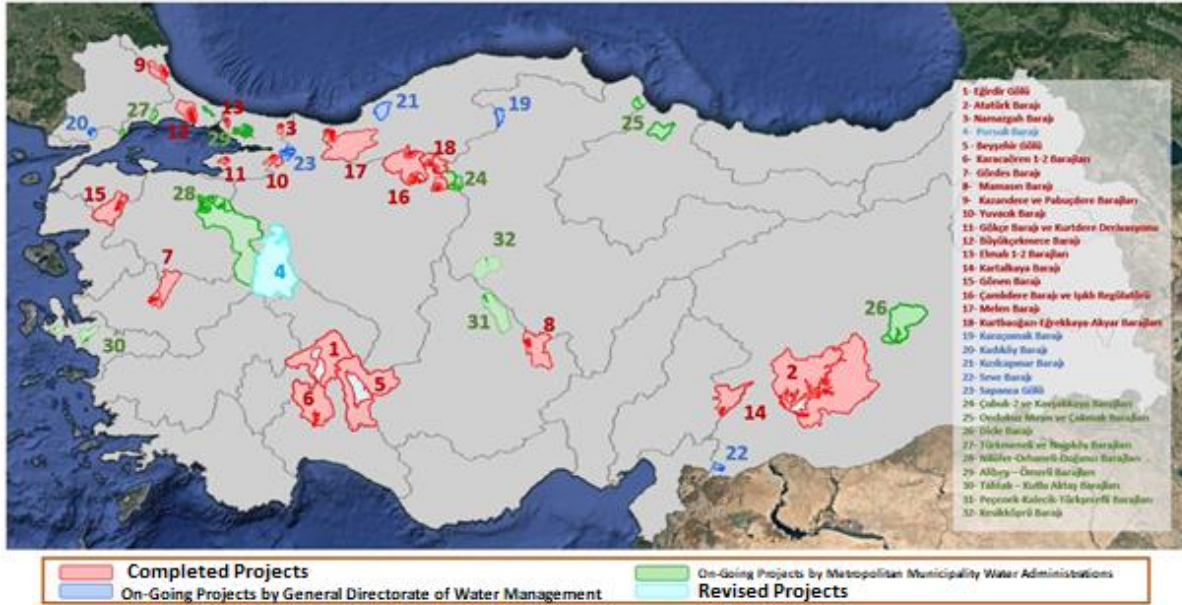 9
27
20
12
13
29
3
11
10
23
21
17
19
18
16
24
25
15
28
4
7
30
32
31
8
26
1
5
6
2
14
22
1- Eğirdir Gölü
2- Atatürk Barajı
3- Namazgah Barajı
4- Porsuk Barajı
5- Beyşehir Gölü
6- Karacaören 1-2 Barajları
7- Gördes Barajı
8- Mamasın Barajı
9- Kazandere ve Pabuçdere Barajları
10- Yuvacık Barajı
11- Gökçe Barajı ve Kurtdere Derivasyonu
12- Büyükçekmece Barajı
13- Elmalı 1-2 Barajları
14- Kartalkaya Barajı
15- Gönen Barajı
16- Çamlıdere Barajı ve Işıklı Regülatörü
17- Melen Barajı
18- Kurtboğazı-Eğrekkaya-Akyar Barajları
19- Karaçomak Barajı
20- Kadıköy Barajı
21- Kızılcapınar Barajı
22- Seve Barajı
23- Sapanca Gölü
24- Çubuk-2 ve Kavşakkaya Barajları
25- Ondokuz Mayıs ve Çakmak Barajları
26- Dicle Barajı
27- Türkmenli ve Barajları
28- Nilüfer-Orhaneli-Doğancı Barajları
29- Alibey – Ömerli Barajları
30- Tahtalı – Kutlu Aktaş Barajları
31- Peçenek-Kalecik-Türkşerefli Barajları
32- Kesikköprü Barajı
Completed Projects
On-Going Projects by Metropolitan Municipality Water Administrations
On-Going Projects by General Directorate of Water Management
Revised Projects